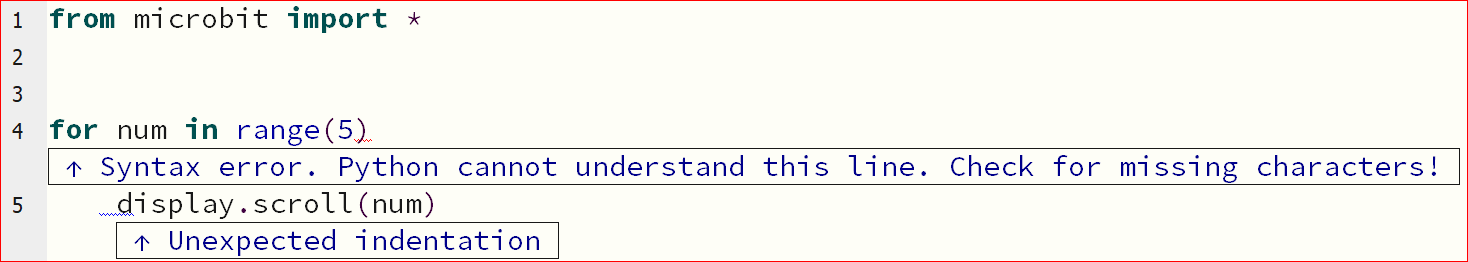 1 from microbit import *
2
3
4 for num in range(5)
↑ Syntax error. Python cannot understand this line. Check for missing characters!
5     display.scroll(num)
↑ Unexpected indentation